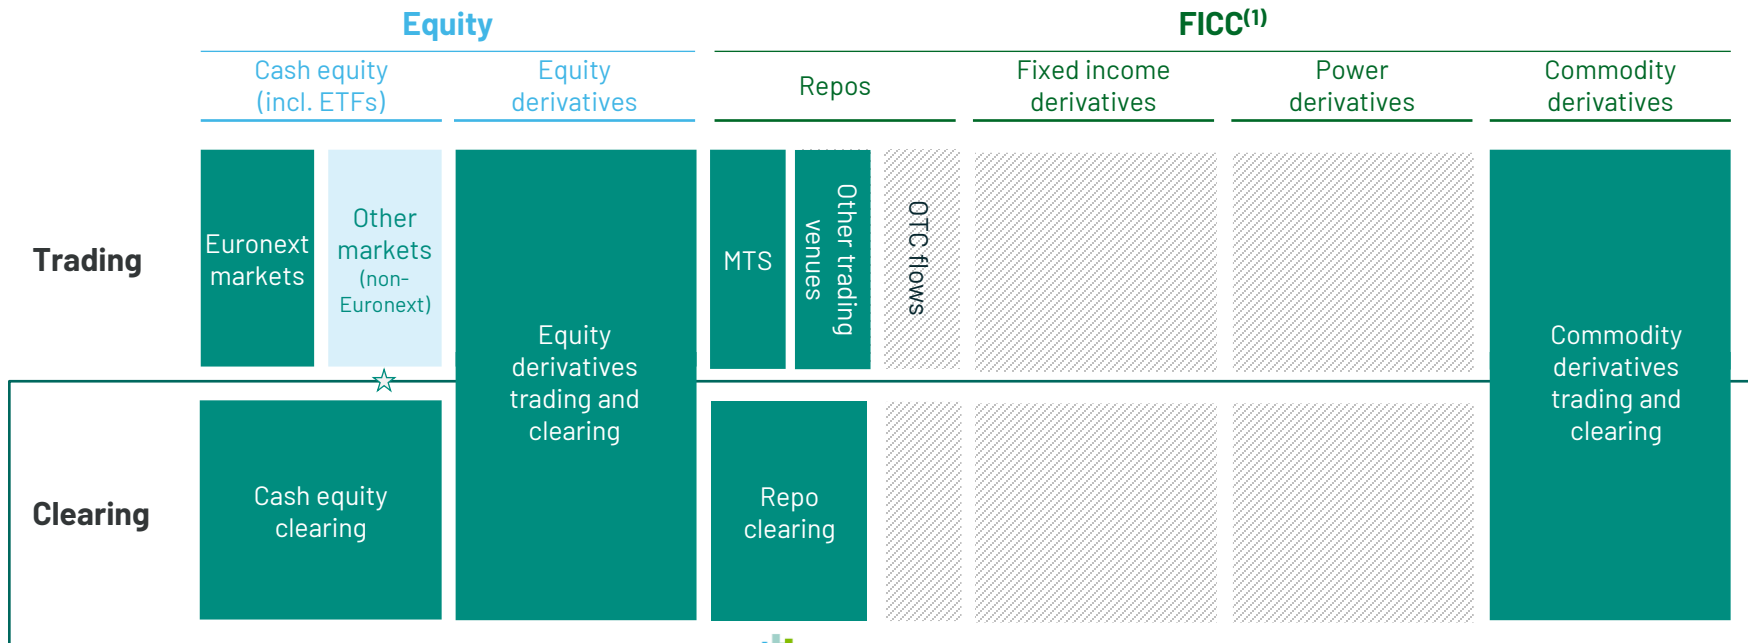 Equity
FICC(1)
Cash equity
(incl. ETFs)
Equity
derivatives
Repos
Fixed income
derivatives
Power
derivatives
Commodity
derivatives
Trading
Euronext
markets
Other
markets
(non-
Euronext)
Equity
derivatives
trading and
clearing
MTS
Other trading
venues
OTC flows
Commodity
derivatives
trading and
clearing
Clearing
Cash equity
clearing
Repo
clearing